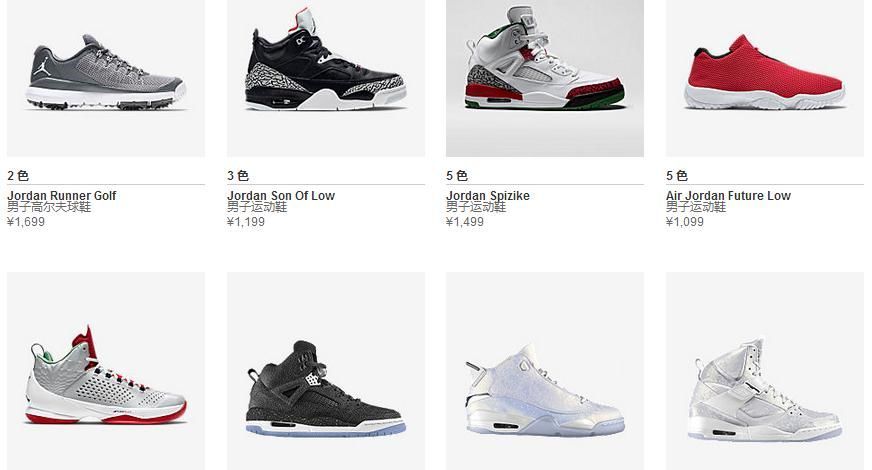 2 色
3 色
5 色
5 色
Jordan Runner Golf
男子高尔夫球鞋
¥1,699
Jordan Son Of Low
男子运动鞋
¥1,199
Jordan Spizike
男子运动鞋
¥1,499
Air Jordan Future Low
男子运动鞋
¥1,099